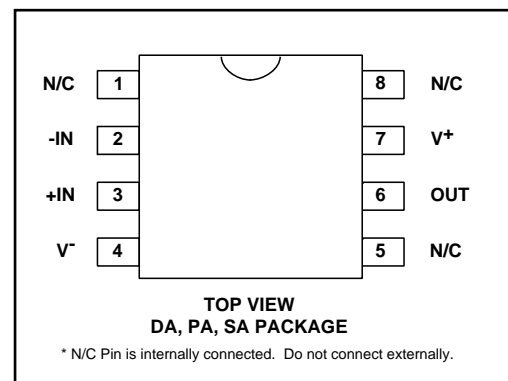 N/C 1 8 N/C
-IN 2 7 V+
+IN 3 6 OUT
V- 4 5 N/C
TOP VIEW
DA, PA, SA PACKAGE
* N/C Pin is internally connected. Do not connect externally.